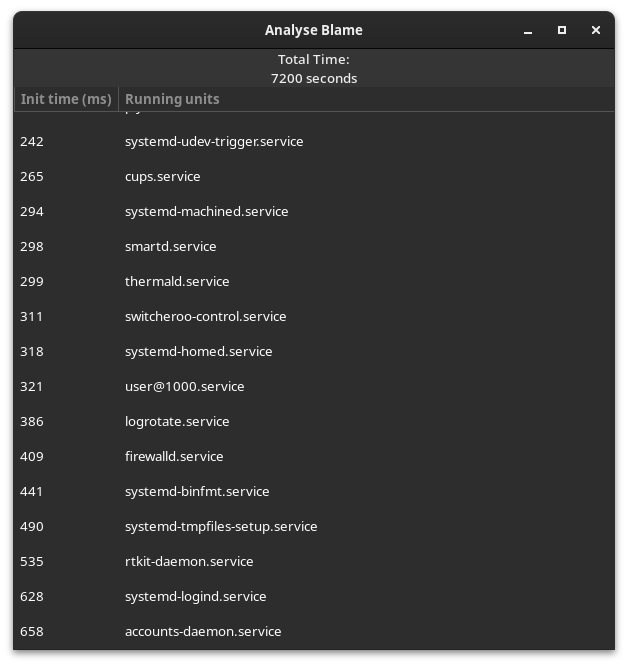 Analyse Blame
Total Time:
7200 seconds
Init time (ms) Running units
242 systemd-udev-trigger.service
265 cups.service
294 systemd-machined.service
298 smartd.service
299 thermald.service
311 switcheroo-control.service
318 systemd-homed.service
321 user@1000.service
386 logrotate.service
409 firewalld.service
441 systemd-binfmt.service
490 systemd-tmpfiles-setup.service
535 rtkit-daemon.service
628 systemd-logind.service
658 accounts-daemon.service